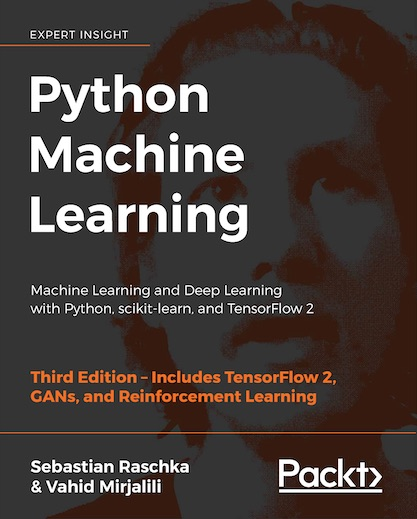 EXPERT INSIGHT
Python
Machine
Learning
Machine Learning and Deep Learning
with Python, scikit-learn, and TensorFlow 2
Third Edition – Includes TensorFlow 2,
GANs, and Reinforcement Learning
Sebastian Raschka
& Vahid Mirjalili
Packt>